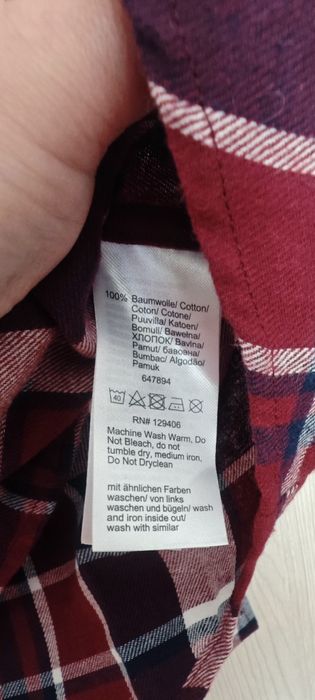 100% Baumwolle/ Cotton/
Coton/ Cotone/
Puuvilla/ Katoen/
Bomull/ Bawełna/
ХЛОПОК/ Bavlna/
Pamut/ бавовна/
Bumbac/ Algodão/
Pamuk
647894
40
RN# 129406
Machine Wash Warm, Do
Not Bleach, do not
tumble dry, medium iron,
Do Not Dryclean
mit ähnlichen Farben
waschen/ von links
waschen und bügeln/ wash
and iron inside out/
wash with similar